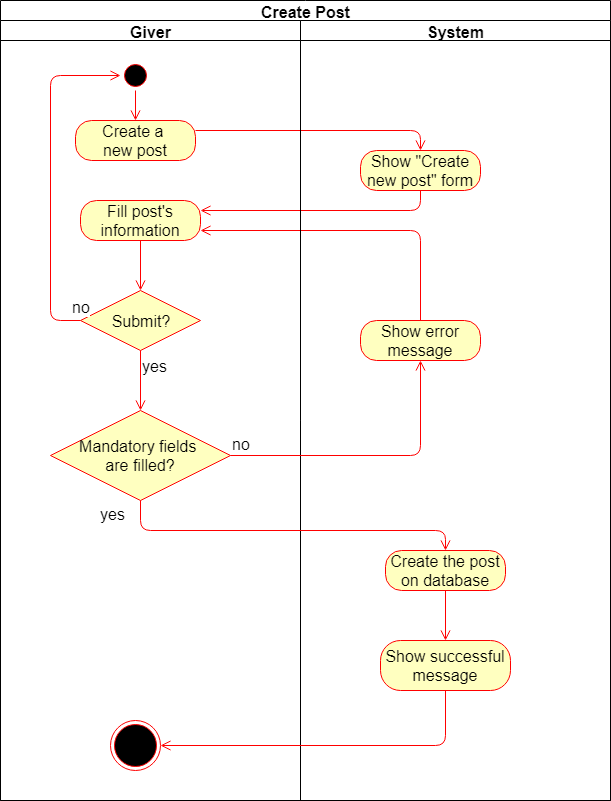 Create Post
Giver
System
Create a
new post
Show "Create
new post" form
Fill post's
information
no
Submit?
Show error
message
yes
Mandatory fields
are filled?
no
yes
Create the post
on database
Show successful
message